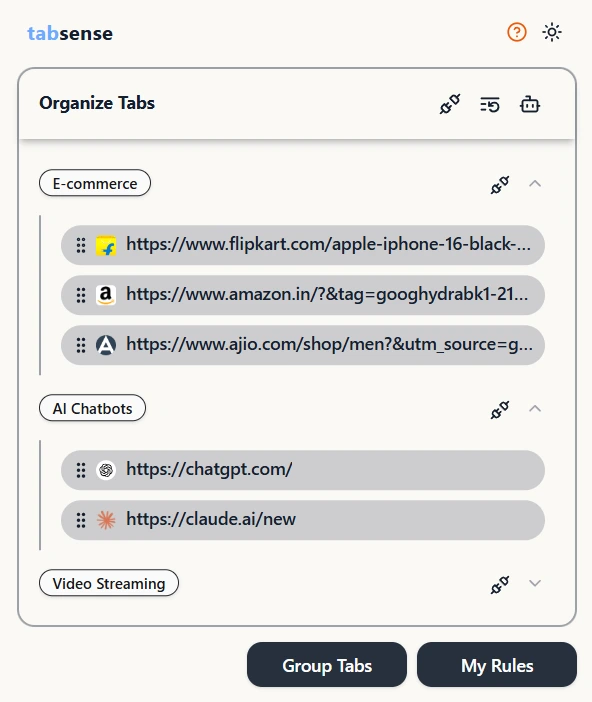 tabsense
Organize Tabs
E-commerce
https://www.flipkart.com/apple-iphone-16-black-...
https://www.amazon.in/?&tag=googhydrabk1-21...
https://www.ajio.com/shop/men?&utm_source=g...
AI Chatbots
https://chatgpt.com/
https://claude.ai/new
Video Streaming
Group Tabs
My Rules